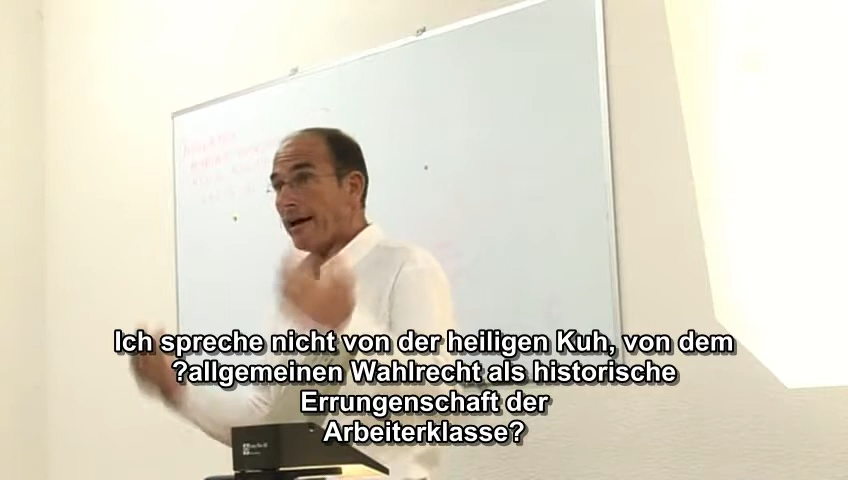 Ich spreche nicht von der heiligen Kuh, von dem
?allgemeinen Wahlrecht als historische
Errungenschaft der
Arbeiterklasse?